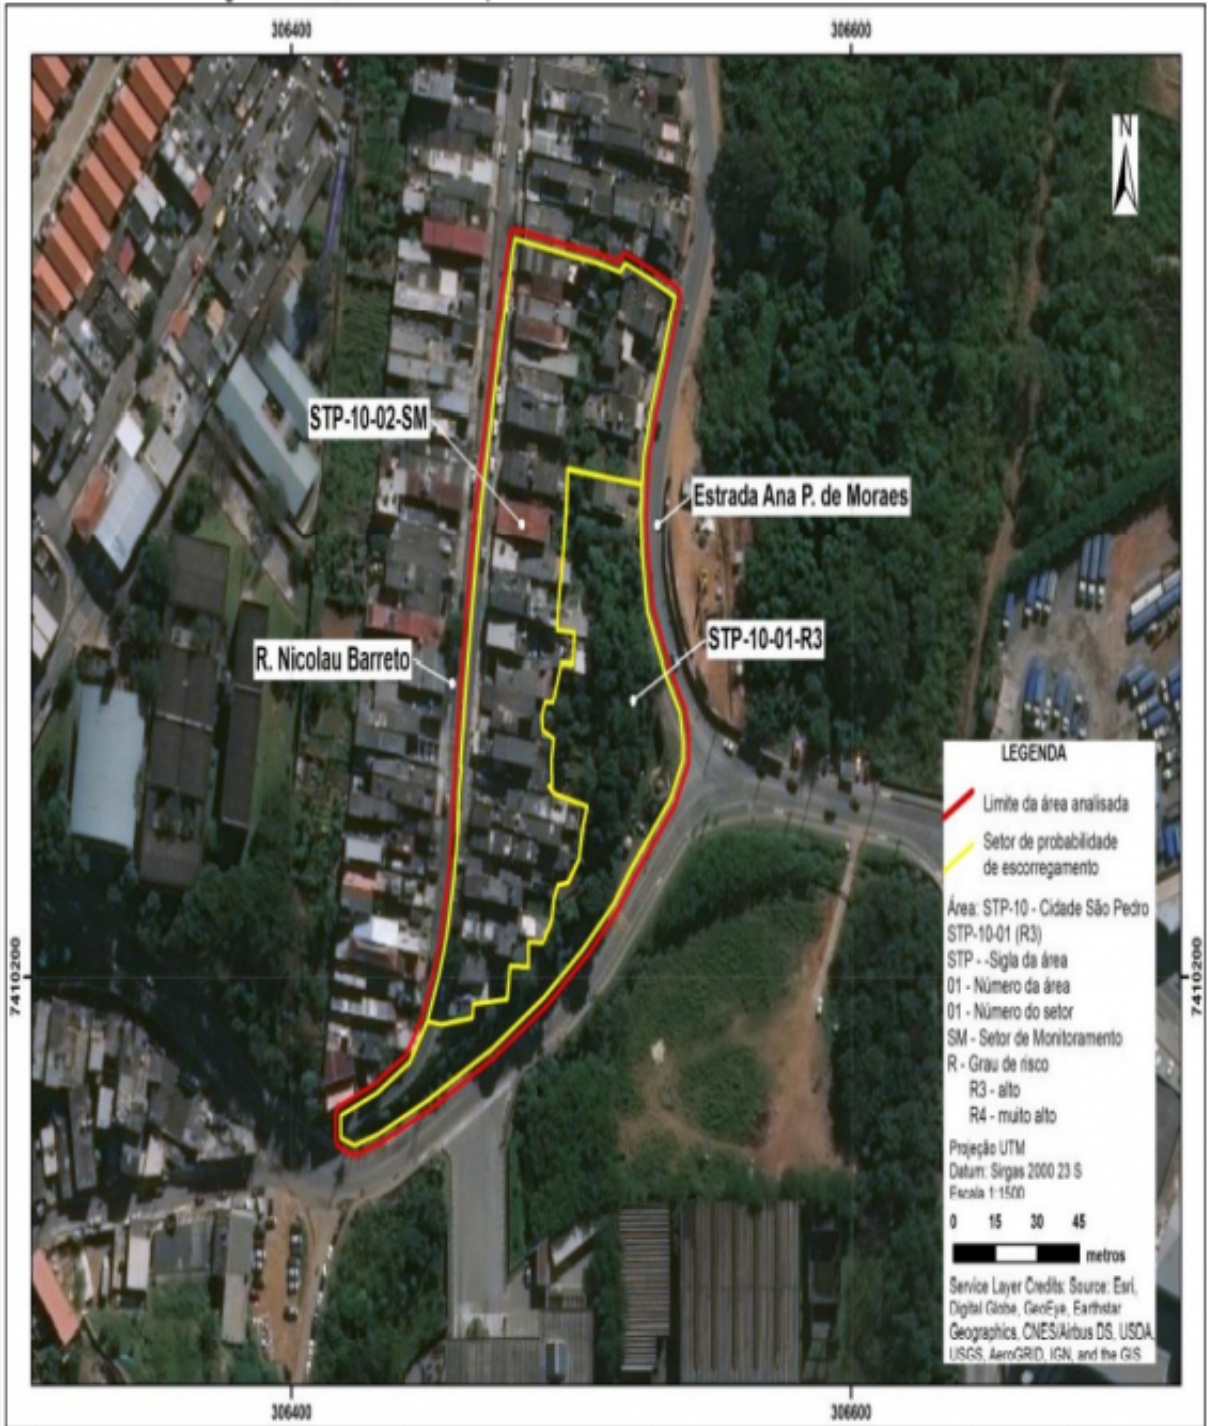 306400
306600
N
STP-10-02-SM
Estrada Ana P. de Moraes
STP-10-01-R3
R. Nicolau Barreto
7410200
7410200
LEGENDA
Limite da área analisada
Setor de probabilidade
de escorregamento
Área: STP-10 - Cidade São Pedro
STP-10-01 (R3)
STP - -Sigla da área
01 - Número da área
01 - Número do setor
SM - Setor de Monitoramento
R - Grau de risco
R3 - alto
R4 - muito alto
Projeção UTM
Datum: Sirgas 2000 23 S
Escala 1:1500
0 15 30 45
metros
Service Layer Credits: Source: Esri,
Digital Globe, GeoEye, Earthstar
Geographics, CNES/Airbus DS, USDA,
USGS, AeroGRID, IGN, and the GIS
306400
306600